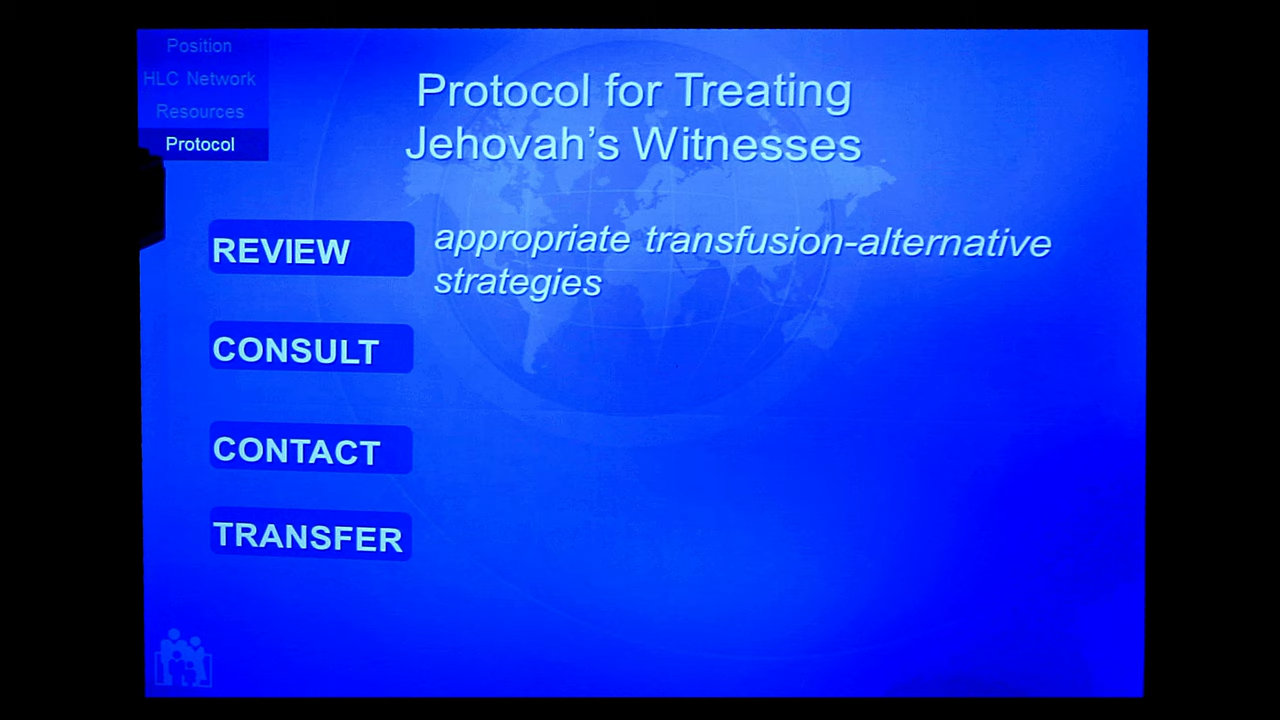 Position
HLC Network
Resources
Protocol
Protocol for Treating
Jehovah's Witnesses
REVIEW
appropriate transfusion-alternative
strategies
CONSULT
CONTACT
TRANSFER